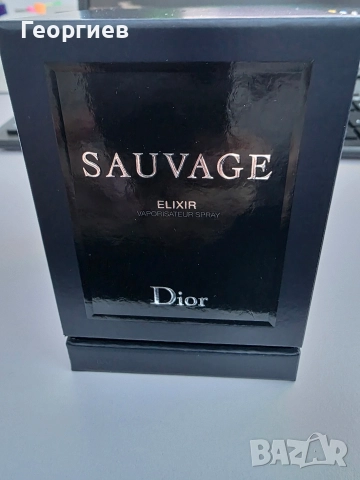 Георгиев
SAUVAGE
ELIXIR
VAPORISATEUR SPRAY
Dior
BAZAR